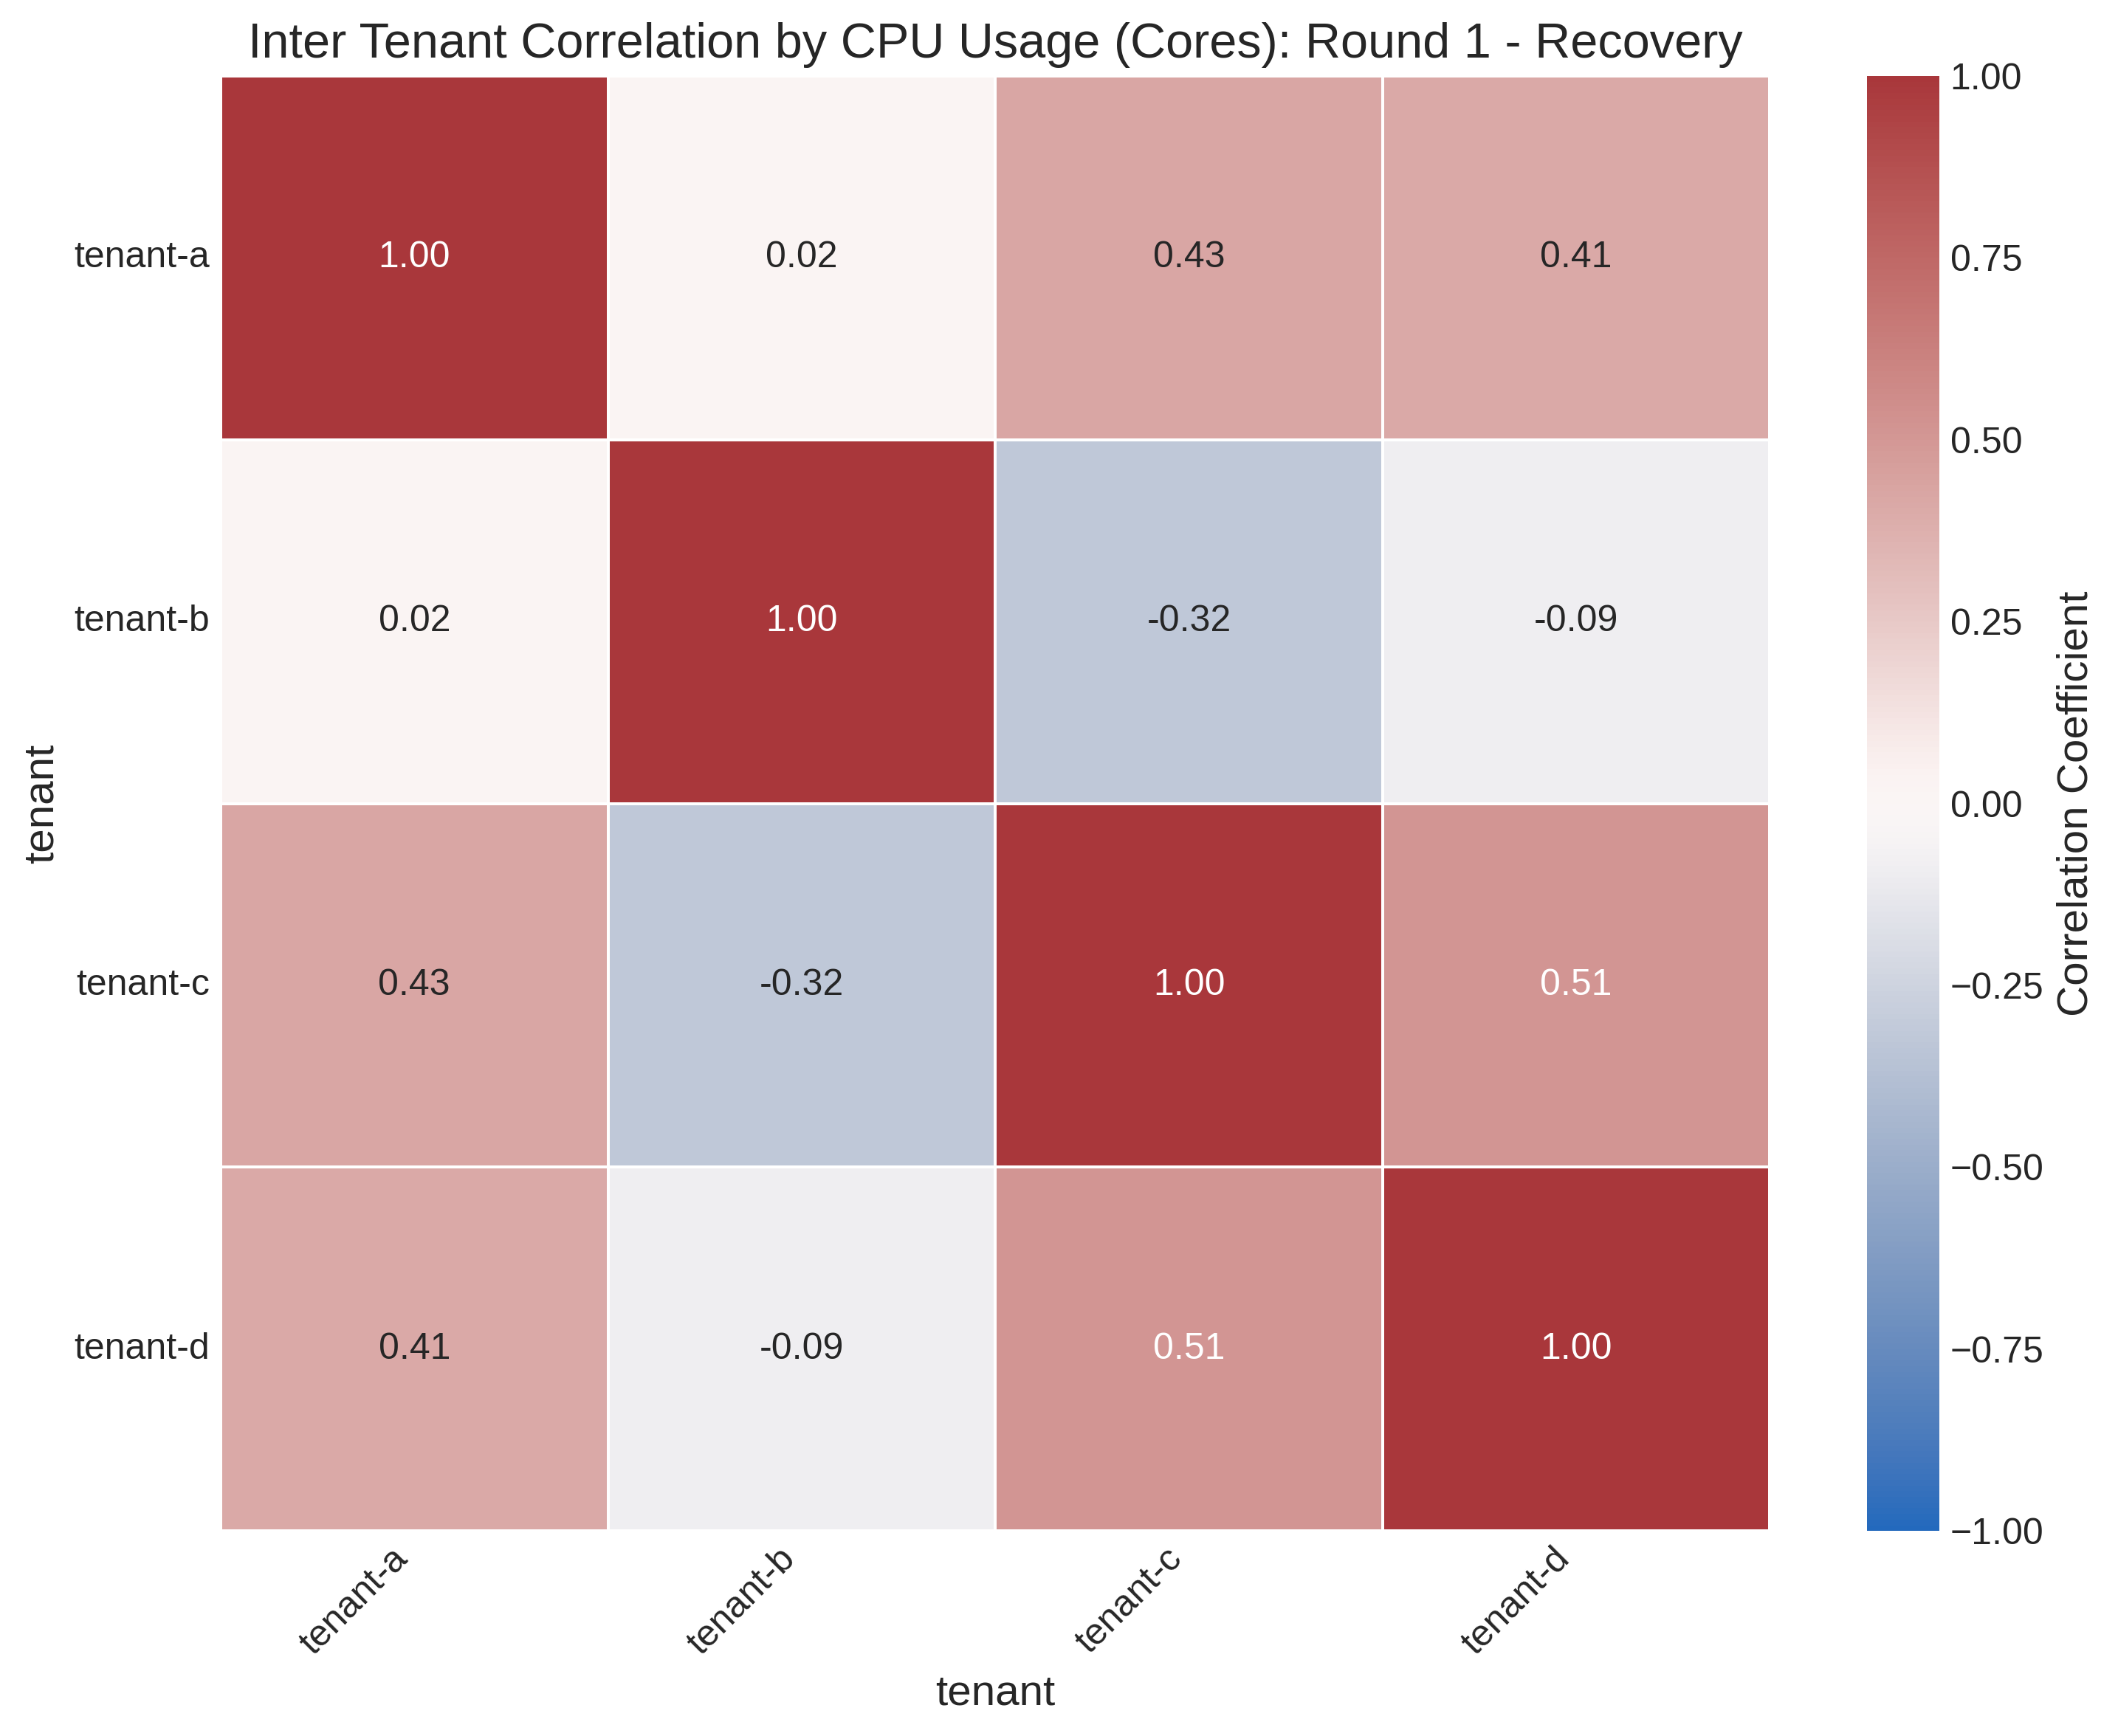 Inter Tenant Correlation by CPU Usage (Cores): Round 1 - Recovery
tenant-a 1.00 0.02 0.43 0.41
tenant-b 0.02 1.00 -0.32 -0.09
tenant-c 0.43 -0.32 1.00 0.51
tenant-d 0.41 -0.09 0.51 1.00
tenant
tenant-a tenant-b tenant-c tenant-d
tenant
1.00
0.75
0.50
0.25
0.00
−0.25
−0.50
−0.75
−1.00
Correlation Coefficient